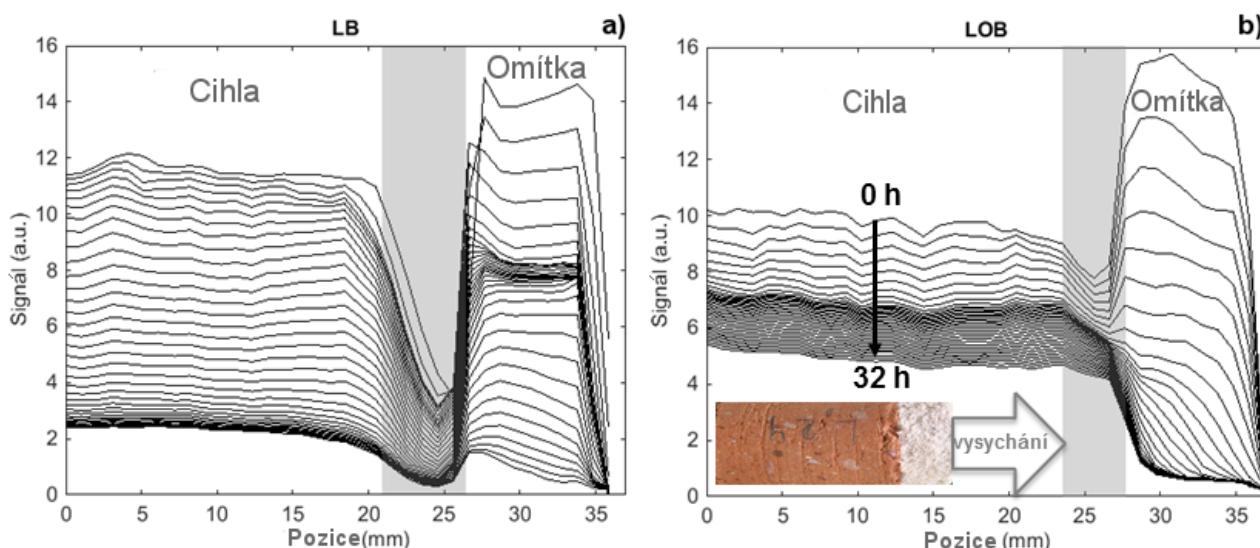 LB
a)
Cihla
Omítka
Signál (a.u.)
16
14
12
10
8
6
4
2
0
0 5 10 15 20 25 30 35
Pozice(mm)
LOB
b)
Cihla
Omítka
Signál (a.u.)
16
14
12
10
8
6
4
2
0
0 h
32 h
vysychání
0 5 10 15 20 25 30 35
Pozice (mm)